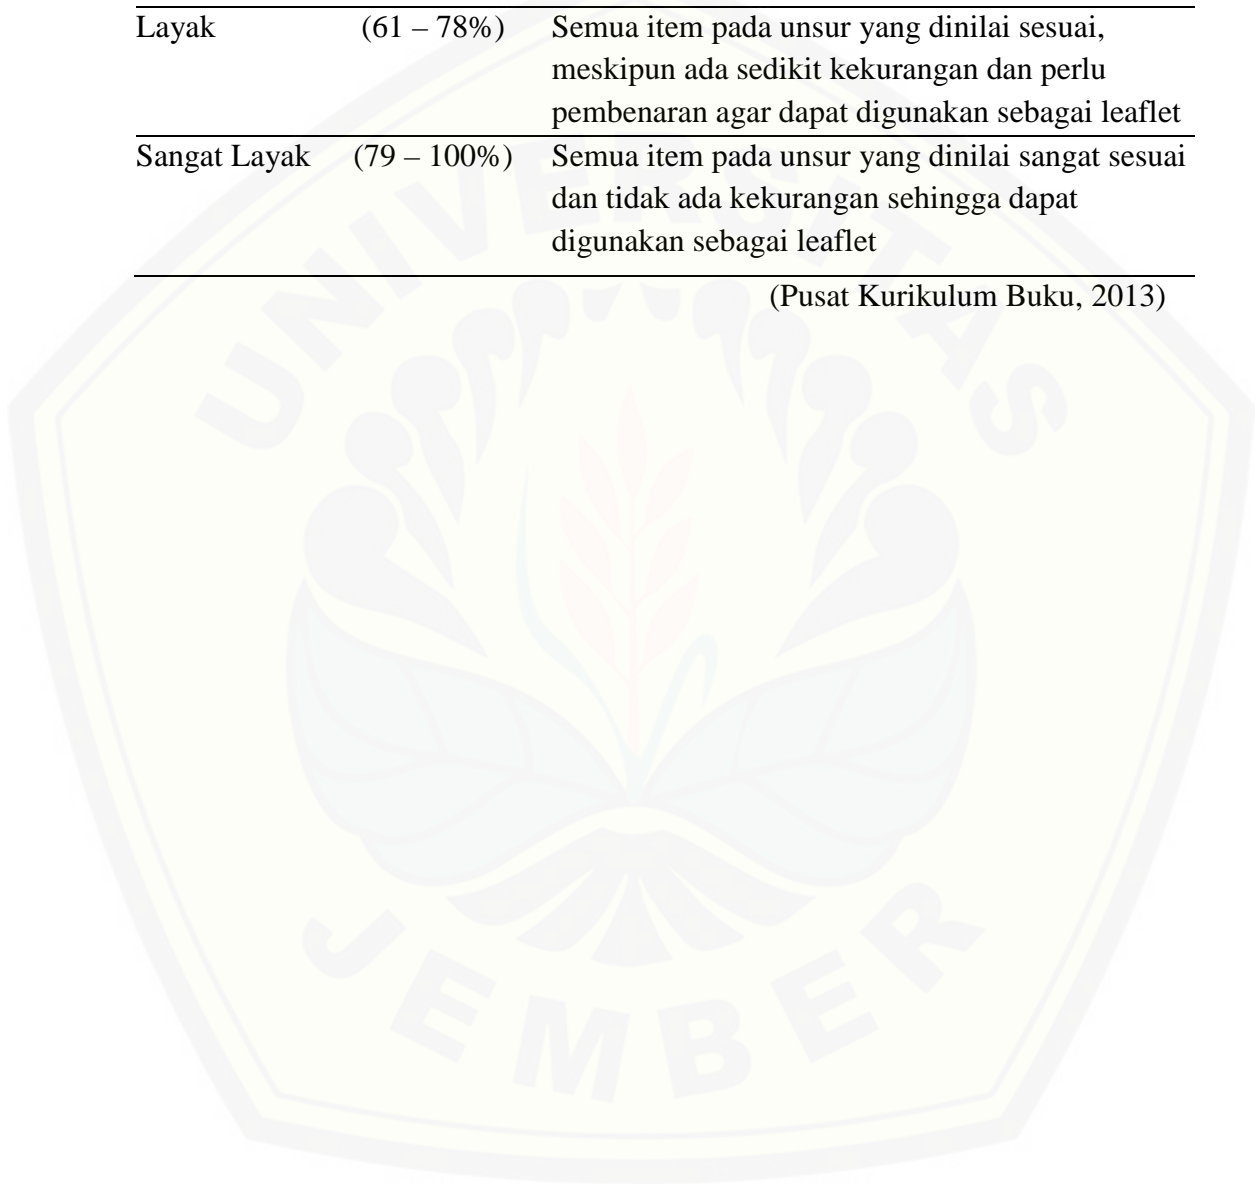 Layak (61 – 78%) Semua item pada unsur yang dinilai sesuai,
meskipun ada sedikit kekurangan dan perlu
pembenaran agar dapat digunakan sebagai leaflet
Sangat Layak (79 – 100%) Semua item pada unsur yang dinilai sangat sesuai
dan tidak ada kekurangan sehingga dapat
digunakan sebagai leaflet
(Pusat Kurikulum Buku, 2013)
UNIVERSITAS
JEMBER